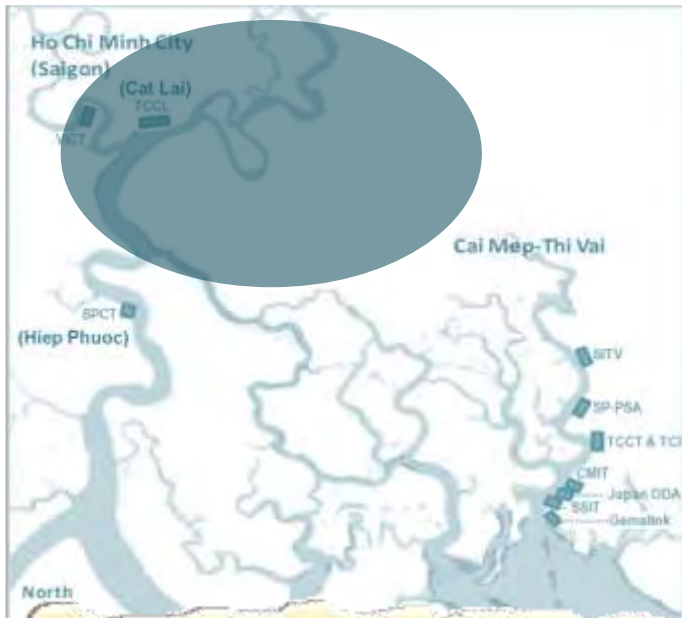 Ho Chi Minh City
(Saigon)
(Cat Lai)
TCCL
VICT
Cai Mep-Thi Vai
SPCT
(Hiep Phuoc)
SITV
SP-PSA
TCCT & TCI
CMIT
Japan ODA
SSIT
Gemalink
North